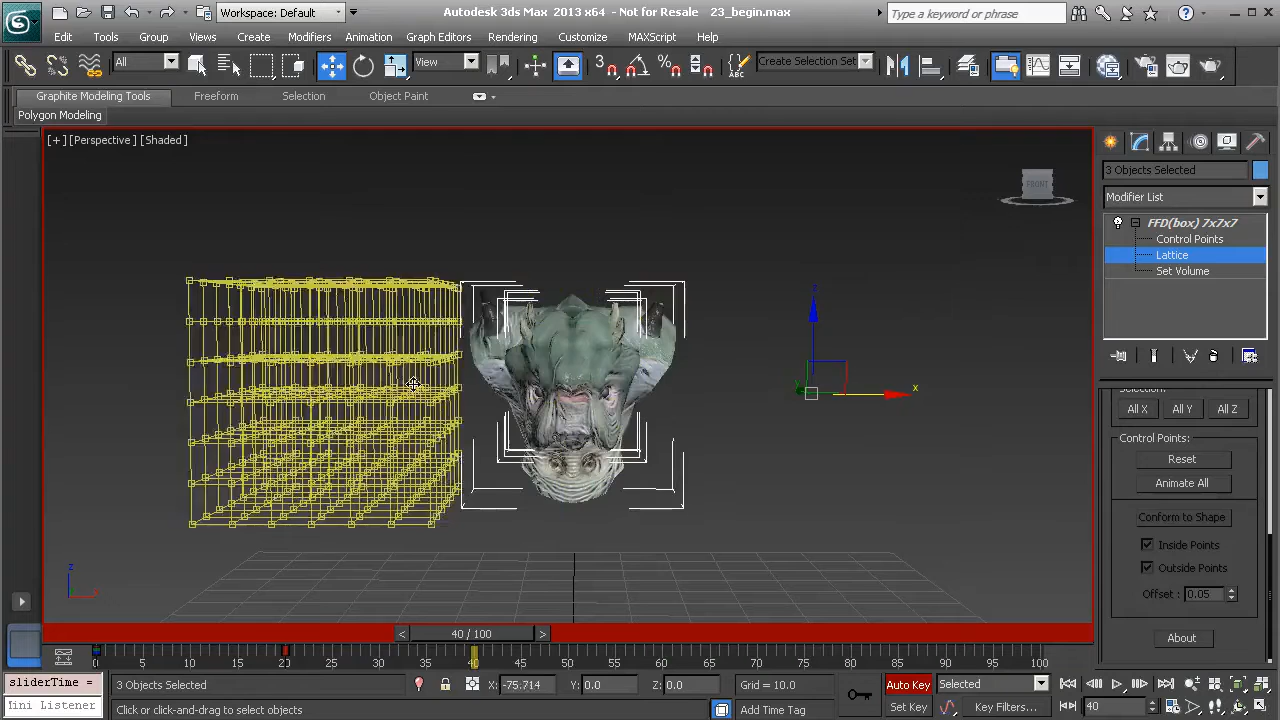 Workspace: Default
Autodesk 3ds Max 2013 x64 - Not for Resale 23_begin.max
Type a keyword or phrase
Edit Tools Group Views Create Modifiers Animation Graph Editors Rendering Customize MAXScript Help
All View Create Selection Set
Graphite Modeling Tools Freeform Selection Object Paint
Polygon Modeling
[+] [Perspective] [Shaded]
FRONT
3 Objects Selected
Modifier List
FFD(box) 7x7x7
Control Points
Lattice
Set Volume
z
x
Selection:
All X All Y All Z
Control Points:
Reset
Animate All
Conform to Shape
Inside Points
Outside Points
Offset : 0.05
About
z
< 40 / 100 >
0 5 10 15 20 25 30 35 40 45 50 55 60 65 70 75 80 85 90 95 100
sliderTime =
3 Objects Selected X: -75.714 Y: 0.0 Z: 0.0 Grid = 10.0 Auto Key Selected
Mini Listener
Click or click-and-drag to select objects Add Time Tag Set Key Key Filters... 40